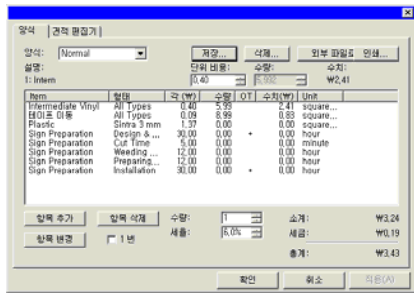 양식 견적 편집기
양식: Normal 저장... 삭제... 외부 파일로 인쇄...
설명: 단위 비용: 수량: 수치:
1: Intern 0,40 5,992 ₩2,41
Item 형태 각 (₩) 수량 OT 수치(₩) Unit
Intermediate Vinyl All Types 0,40 5,99 2,41 square...
테이프 이동 All Types 0,09 8,99 0,83 square...
Plastic Sintra 3 mm 1,37 0,00 0,00 square...
Sign Preparation Design & ... 30,00 0,00 + 0,00 hour
Sign Preparation Cut Time 5,00 0,00 0,00 minute
Sign Preparation Weeding ... 12,00 0,00 0,00 hour
Sign Preparation Preparing... 12,00 0,00 0,00 hour
Sign Preparation Installation 30,00 0,00 + 0,00 hour
항목 추가 항목 삭제 수량: 1 소계: ₩3,24
항목 변경 1 번 세율: 6,0% 세금: ₩0,19
총계: ₩3,43
확인 취소 적용(A)